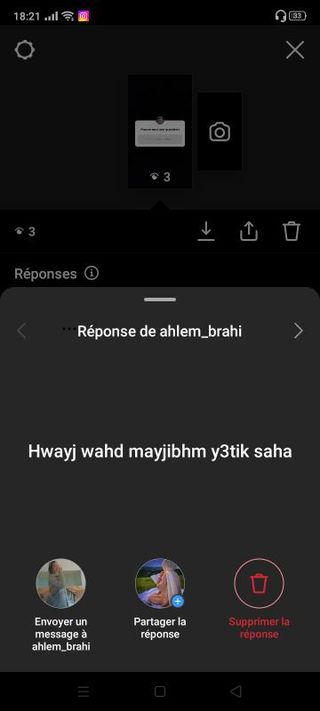 18:21
33
3
3
Réponses
Réponse de ahlem_brahi
Hwayj wahd mayjibhm y3tik saha
Envoyer un
message à
ahlem_brahi
Partager la
réponse
Supprimer la
réponse